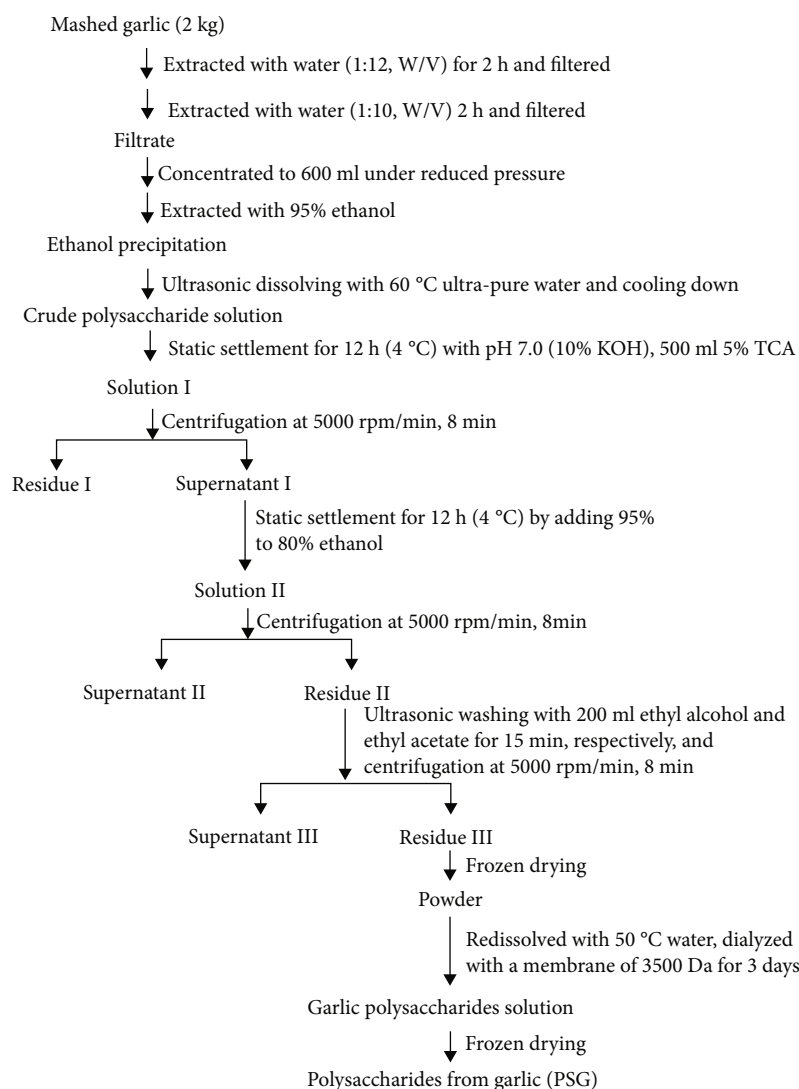 Mashed garlic (2 kg)
Extracted with water (1:12, W/V) for 2 h and filtered
Extracted with water (1:10, W/V) 2 h and filtered
Filtrate
Concentrated to 600 ml under reduced pressure
Extracted with 95% ethanol
Ethanol precipitation
Ultrasonic dissolving with 60 °C ultra-pure water and cooling down
Crude polysaccharide solution
Static settlement for 12 h (4 °C) with pH 7.0 (10% KOH), 500 ml 5% TCA
Solution I
Centrifugation at 5000 rpm/min, 8 min
Residue I
Supernatant I
Static settlement for 12 h (4 °C) by adding 95%
to 80% ethanol
Solution II
Centrifugation at 5000 rpm/min, 8min
Supernatant II
Residue II
Ultrasonic washing with 200 ml ethyl alcohol and
ethyl acetate for 15 min, respectively, and
centrifugation at 5000 rpm/min, 8 min
Supernatant III
Residue III
Frozen drying
Powder
Redissolved with 50 °C water, dialyzed
with a membrane of 3500 Da for 3 days
Garlic polysaccharides solution
Frozen drying
Polysaccharides from garlic (PSG)